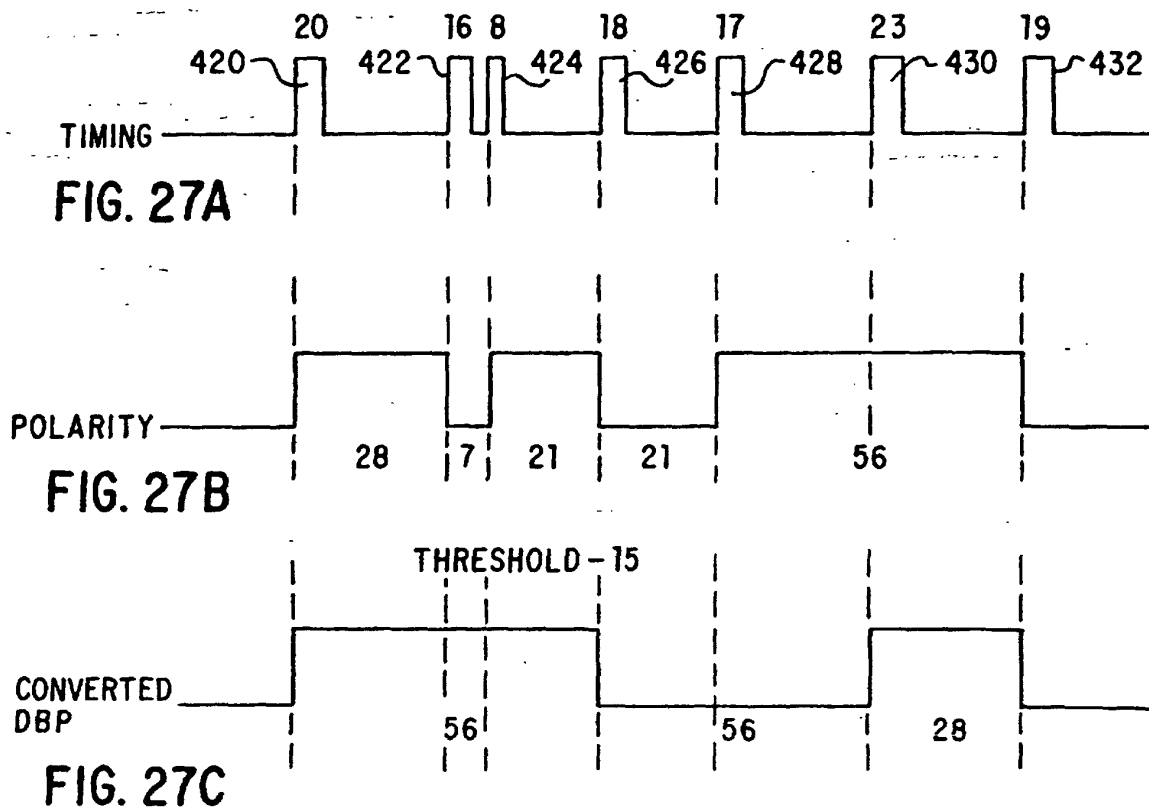 20 16 8 18 17 23 19
420 422 424 426 428 430 432
TIMING
FIG. 27A
POLARITY
28 7 21 21 56
FIG. 27B
THRESHOLD-15
CONVERTED
DBP
56 56 28
FIG. 27C